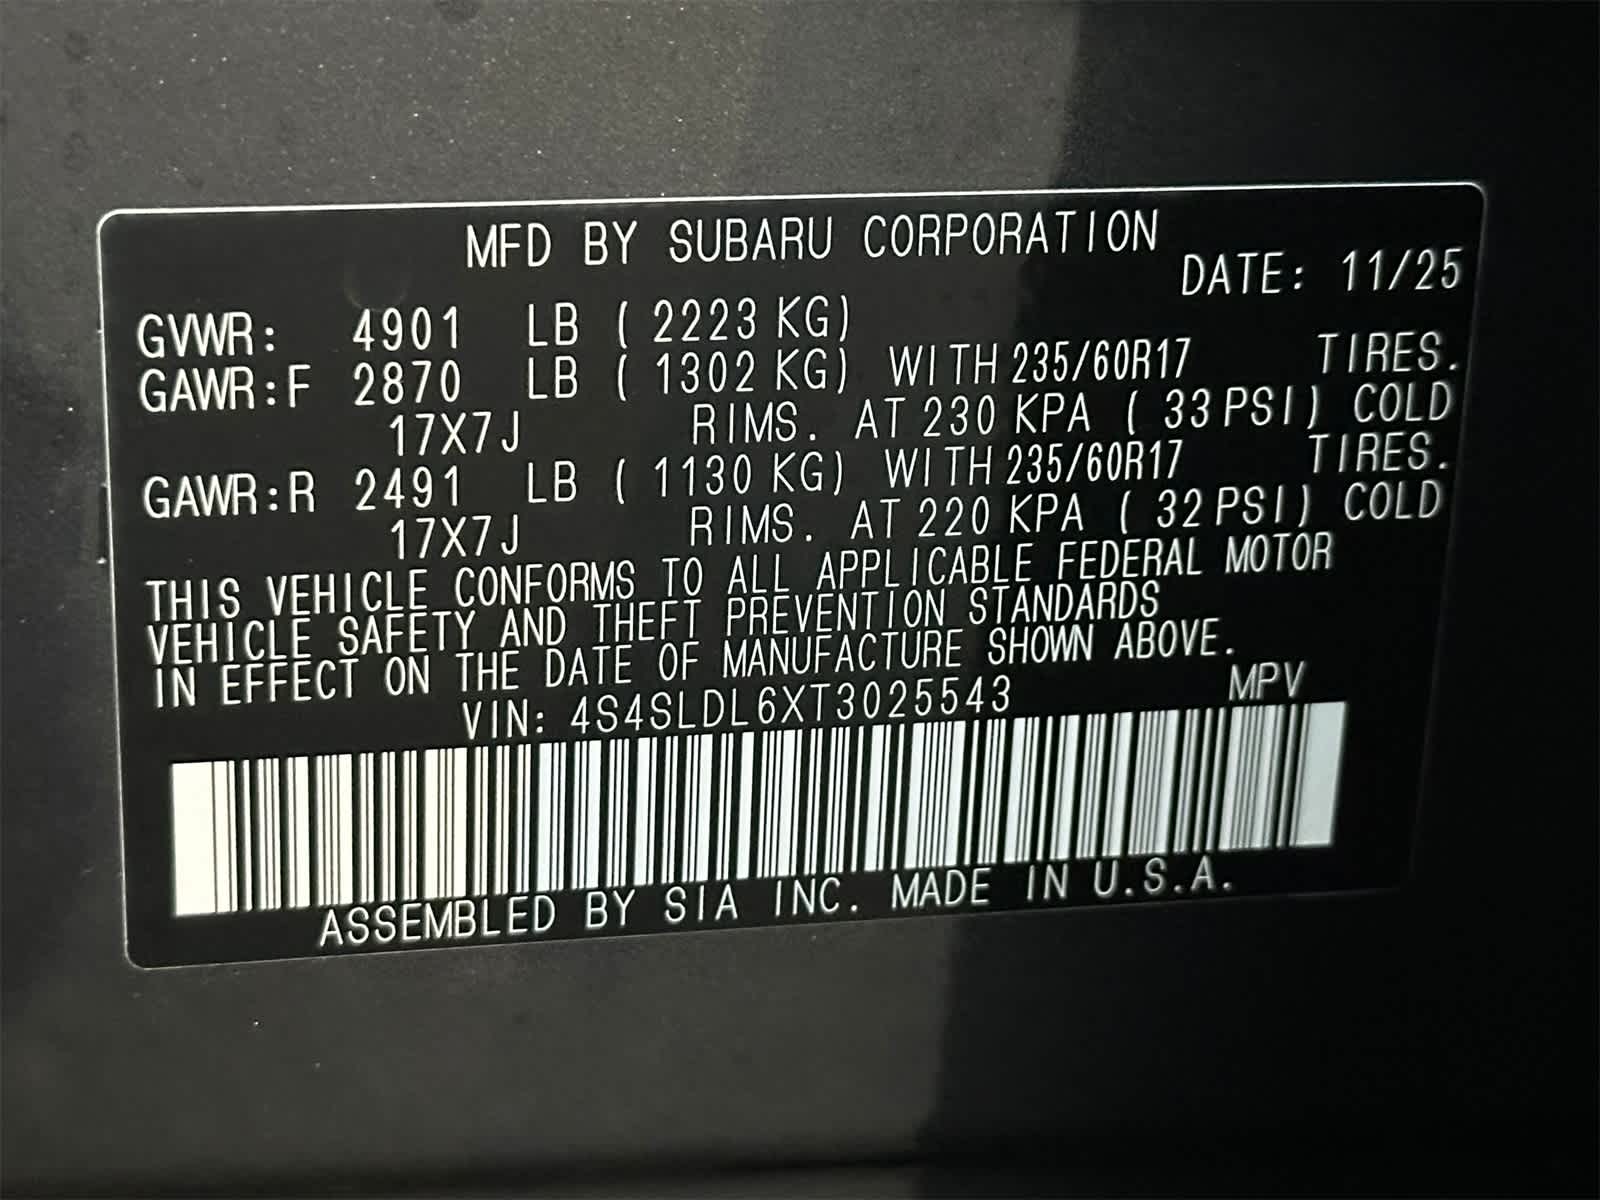 MFD BY SUBARU CORPORATION
DATE: 11/25
GVWR: 4901 LB ( 2223 KG)
GAWR:F 2870 LB ( 1302 KG) WITH 235/60R17 TIRES.
17X7J RIMS. AT 230 KPA ( 33 PSI) COLD
GAWR:R 2491 LB ( 1130 KG) WITH 235/60R17 TIRES.
17X7J RIMS. AT 220 KPA ( 32 PSI) COLD
THIS VEHICLE CONFORMS TO ALL APPLICABLE FEDERAL MOTOR
VEHICLE SAFETY AND THEFT PREVENTION STANDARDS
IN EFFECT ON THE DATE OF MANUFACTURE SHOWN ABOVE.
VIN: 4S4SLDL6XT3025543 MPV
ASSEMBLED BY SIA INC. MADE IN U.S.A.